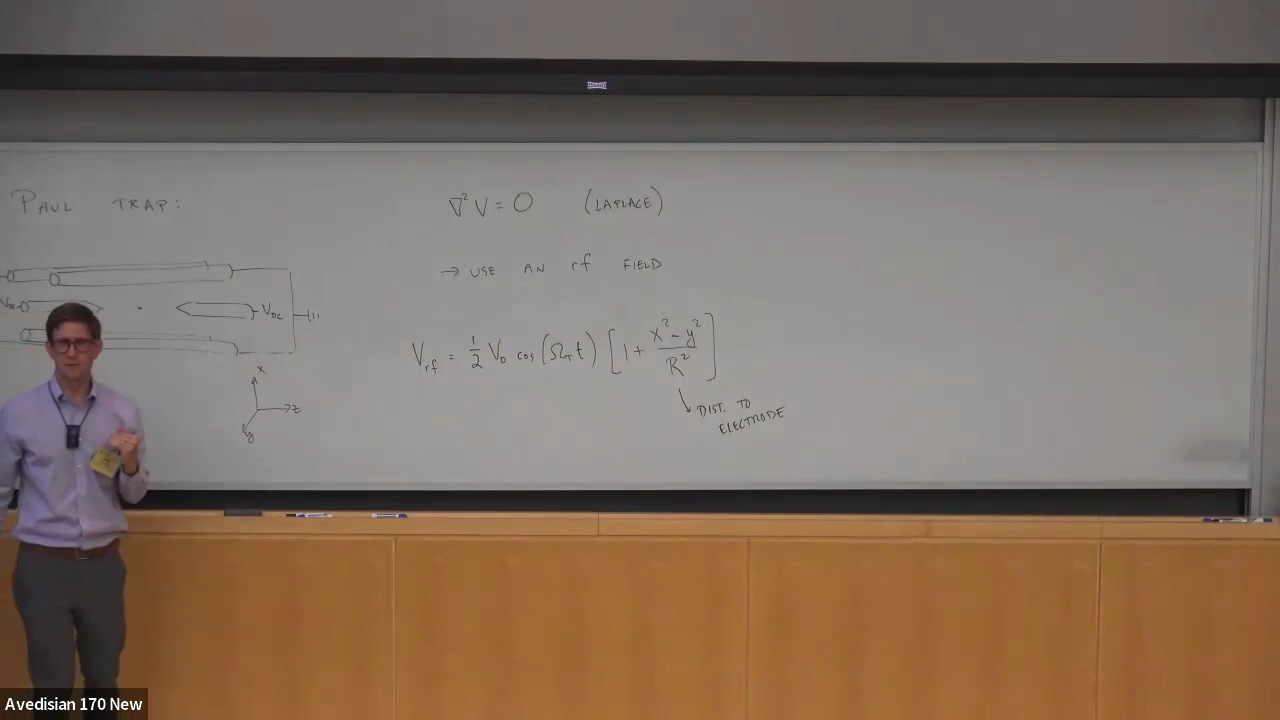 PAUL TRAP:
∇²V = 0 (LAPLACE)
→ USE AN rf FIELD
V_DC
V_rf = 1/2 V_0 cos(Ω_T t) [1 + (x² - y²)/R²]
x
z
y
DIST. TO
ELECTRODE
Avedisian 170 New